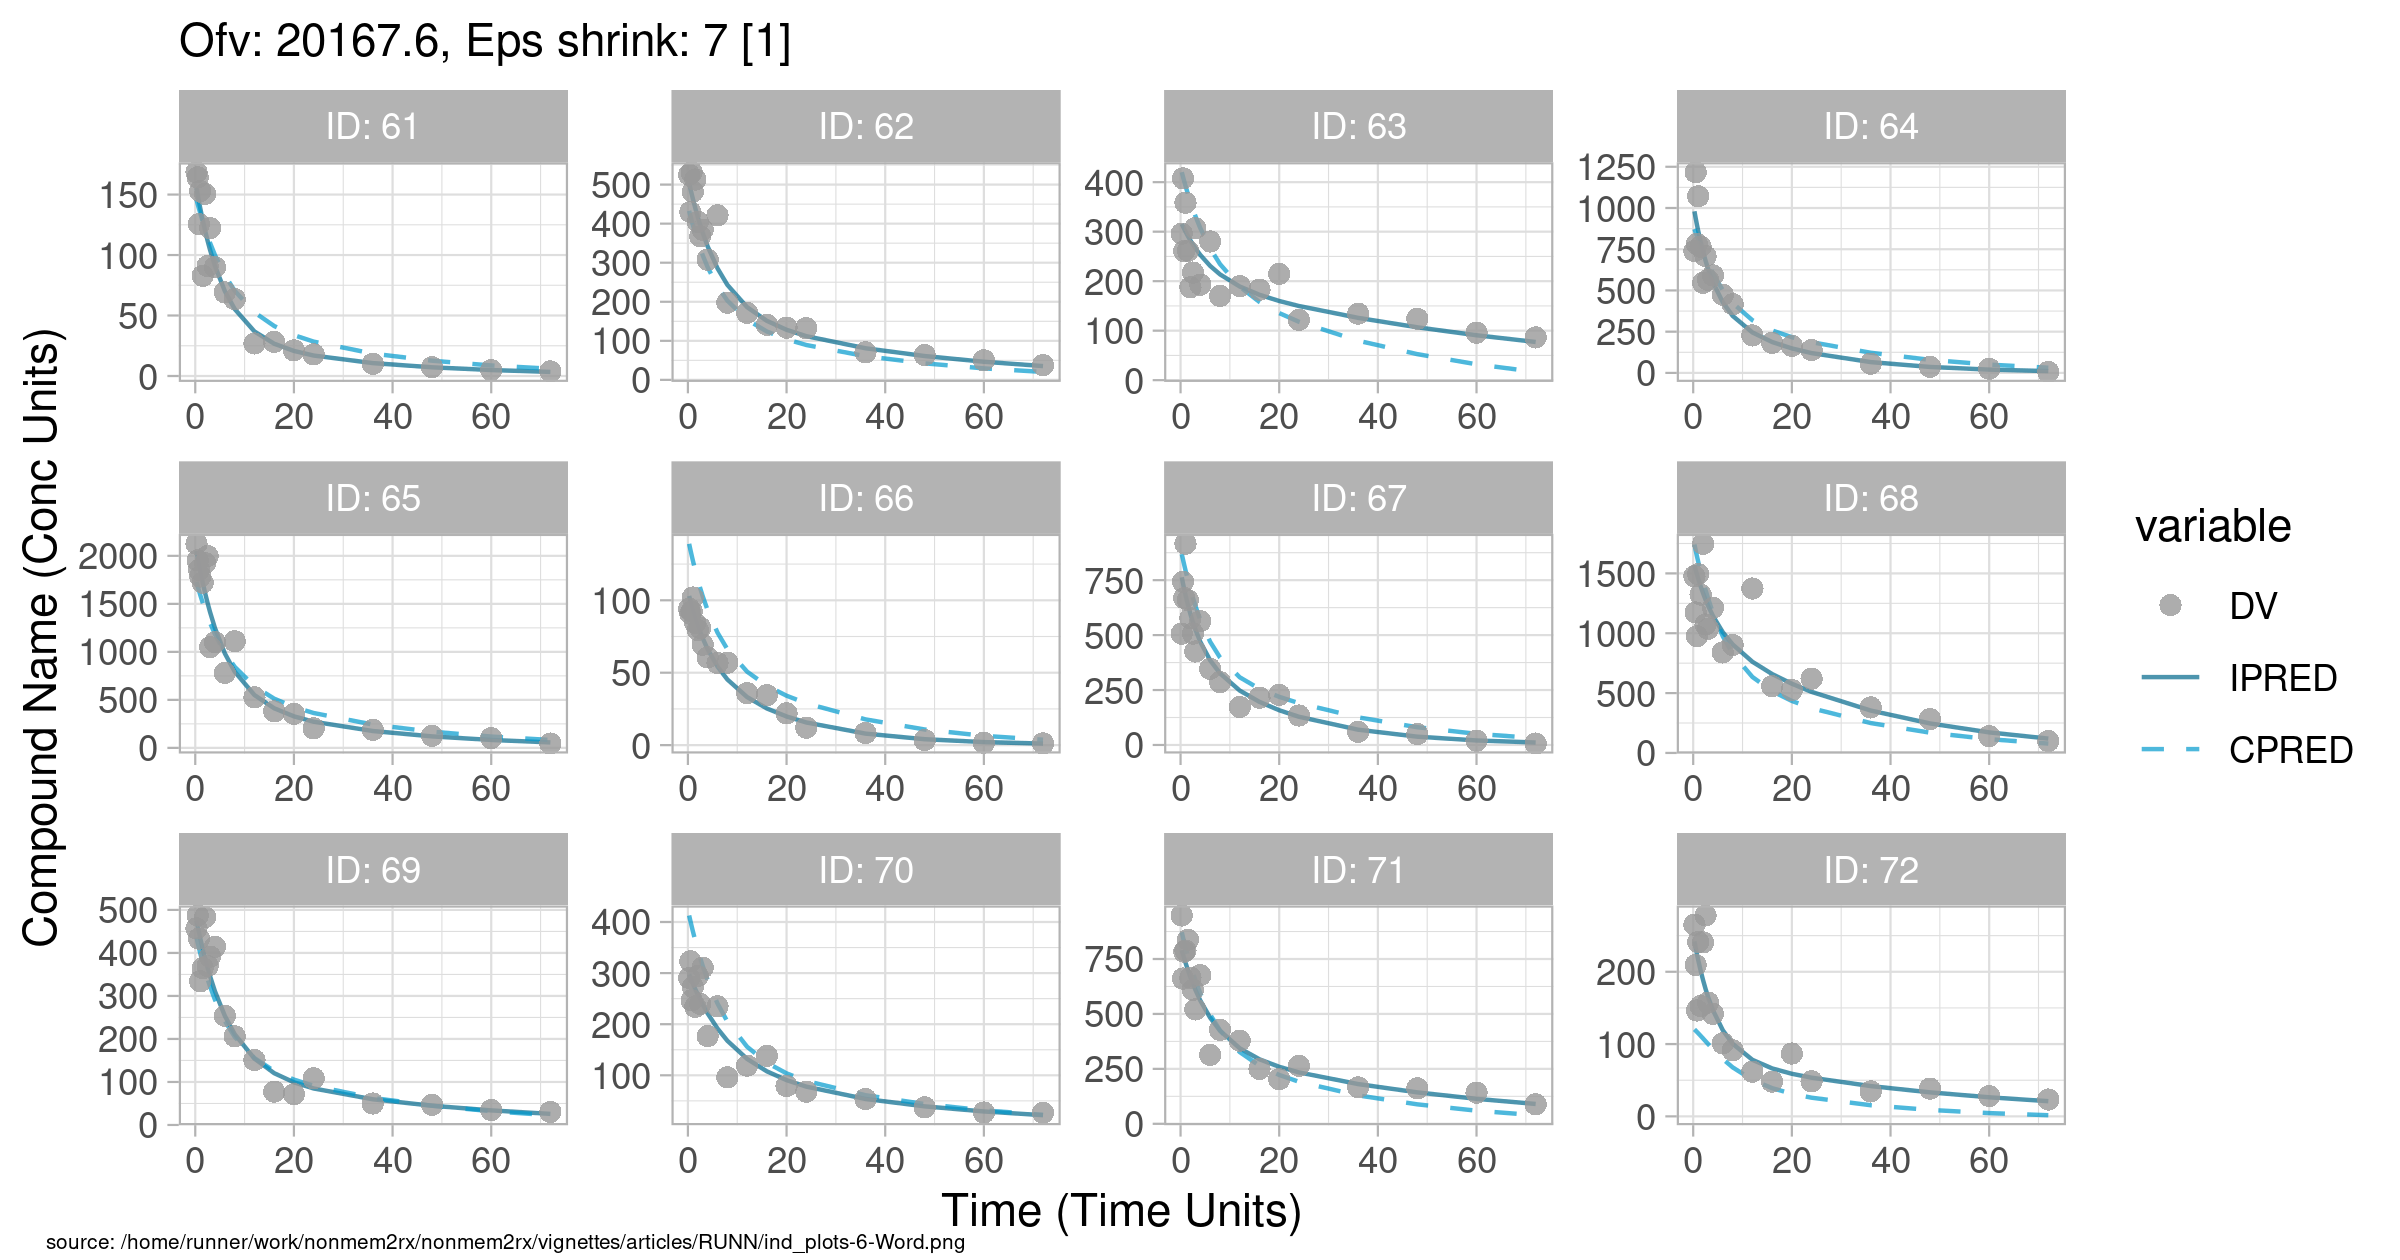 Ofv: 20167.6, Eps shrink: 7 [1]
ID: 61
ID: 62
ID: 63
ID: 64
150
100
50
0
500
400
300
200
100
0
400
300
200
100
0
1250
1000
750
500
250
0
0 20 40 60
0 20 40 60
0 20 40 60
0 20 40 60
ID: 65
ID: 66
ID: 67
ID: 68
2000
1500
1000
500
0
100
50
0
750
500
250
0
1500
1000
500
0
0 20 40 60
0 20 40 60
0 20 40 60
0 20 40 60
ID: 69
ID: 70
ID: 71
ID: 72
500
400
300
200
100
0
400
300
200
100
750
500
250
0
200
100
0
0 20 40 60
0 20 40 60
0 20 40 60
0 20 40 60
Compound Name (Conc Units)
Time (Time Units)
variable
DV
IPRED
CPRED
source: /home/runner/work/nonmem2rx/nonmem2rx/vignettes/articles/RUNN/ind_plots-6-Word.png